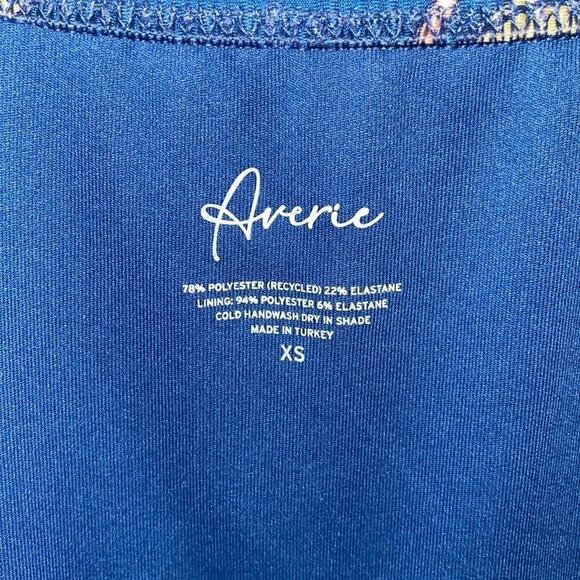 Averie
78% POLYESTER (RECYCLED) 22% ELASTANE
LINING: 94% POLYESTER 6% ELASTANE
COLD HANDWASH DRY IN SHADE
MADE IN TURKEY
XS